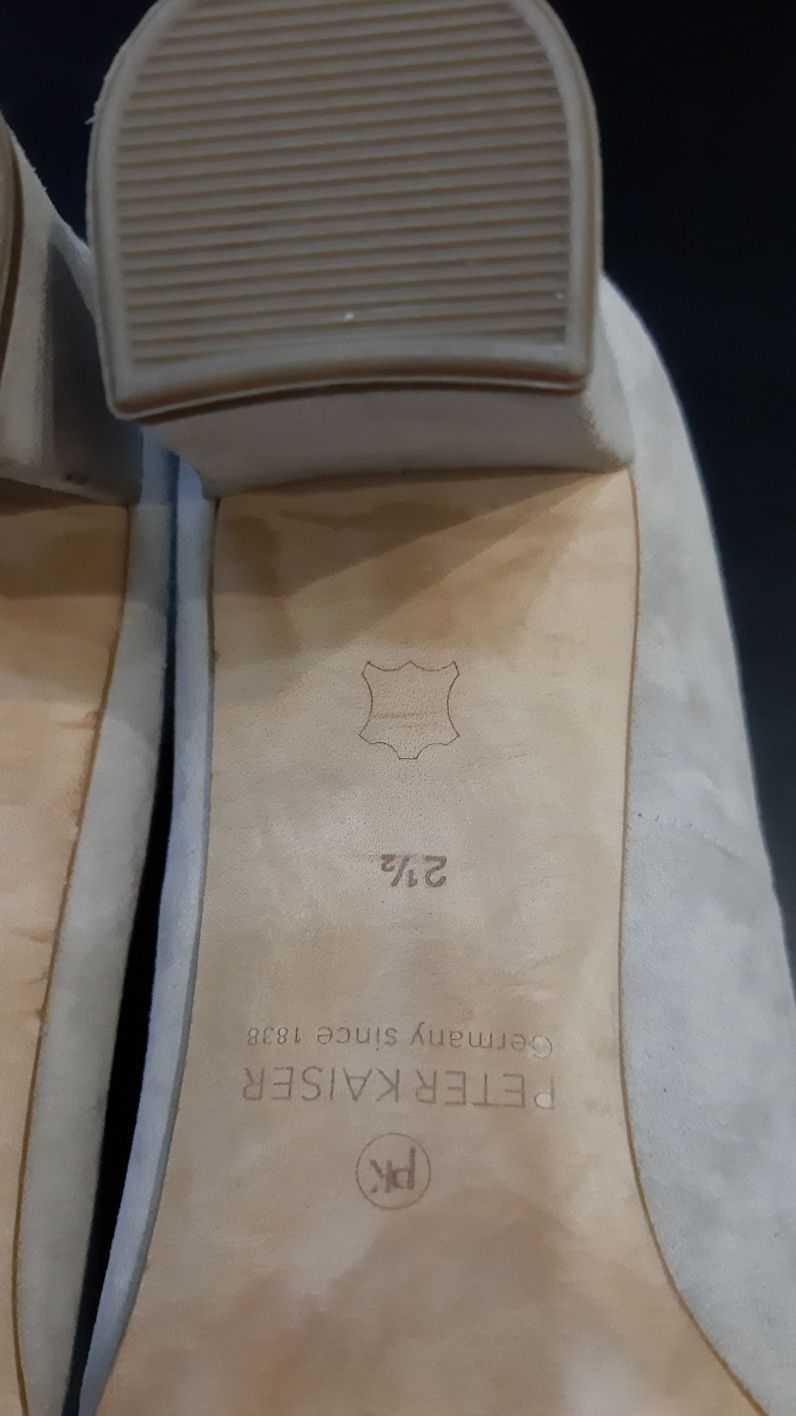 PK
PETER KAISER
Germany since 1838
2½